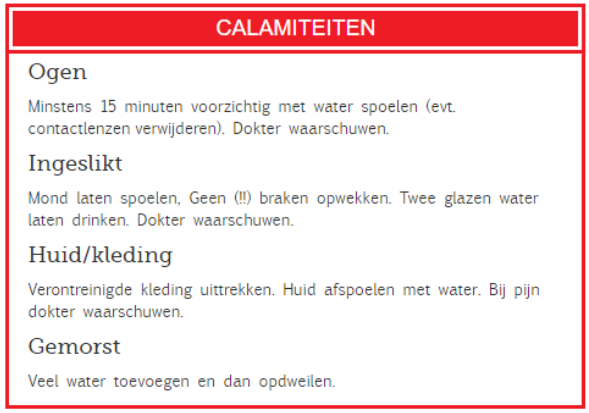 CALAMITEITEN
Ogen
Minstens 15 minuten voorzichtig met water spoelen (evt.
contactlenzen verwijderen). Dokter waarschuwen.
Ingeslikt
Mond laten spoelen, Geen (!!) braken opwekken. Twee glazen water
laten drinken. Dokter waarschuwen.
Huid/kleding
Verontreinigde kleding uittrekken. Huid afspoelen met water. Bij pijn
dokter waarschuwen.
Gemorst
Veel water toevoegen en dan opdweilen.